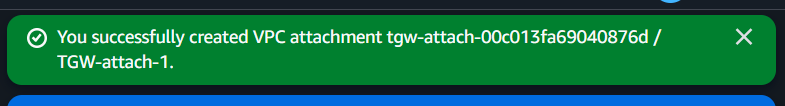 You successfully created VPC attachment tgw-attach-00c013fa69040876d /
TGW-attach-1.